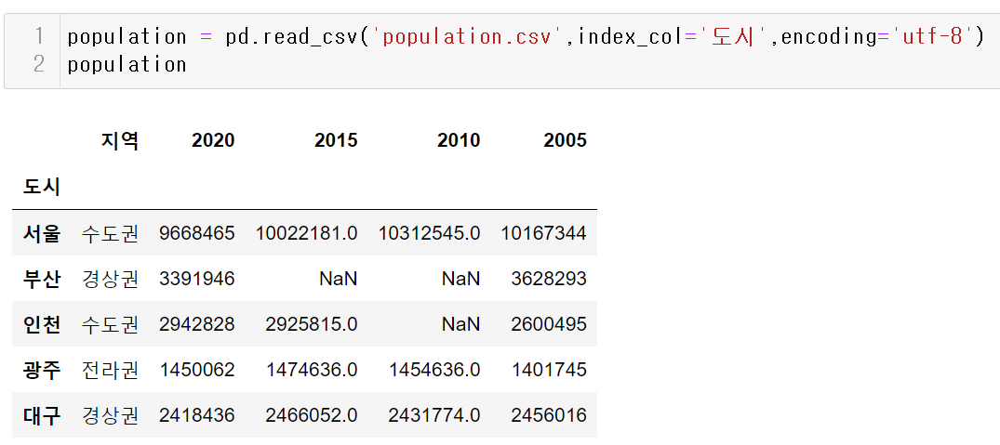 1 population = pd.read_csv('population.csv',index_col='도시',encoding='utf-8')
2 population
지역 2020 2015 2010 2005
도시
서울 수도권 9668465 10022181.0 10312545.0 10167344
부산 경상권 3391946 NaN NaN 3628293
인천 수도권 2942828 2925815.0 NaN 2600495
광주 전라권 1450062 1474636.0 1454636.0 1401745
대구 경상권 2418436 2466052.0 2431774.0 2456016